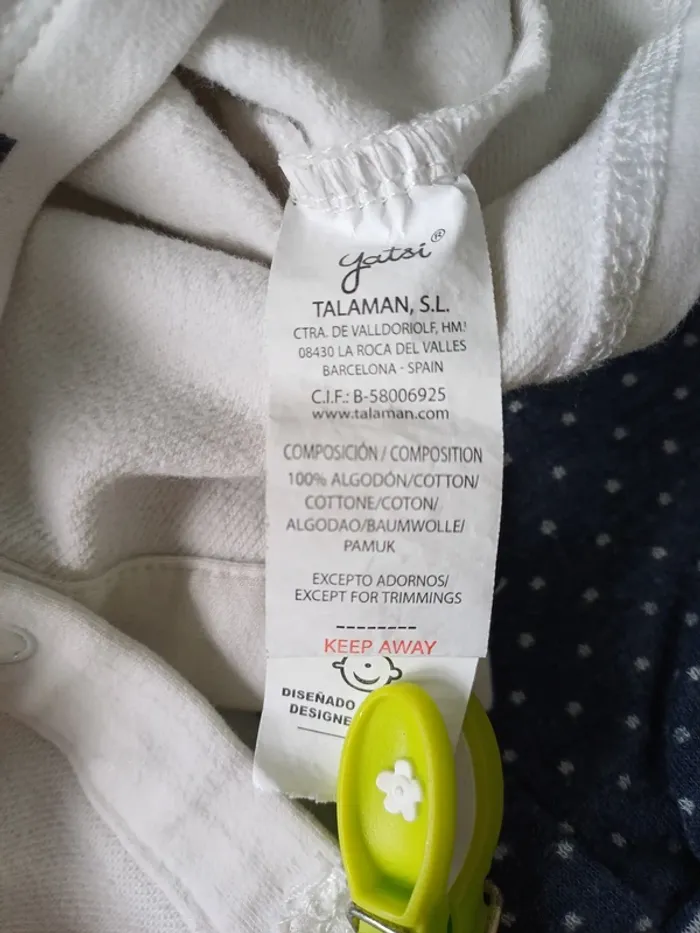 yatsi®
TALAMAN, S.L.
CTRA. DE VALLDORIOLF, HM!
08430 LA ROCA DEL VALLES
BARCELONA - SPAIN
C.I.F.: B-58006925
www.talaman.com
COMPOSICIÓN / COMPOSITION
100% ALGODÓN/COTTON/
COTTONE/COTON/
ALGODAO/BAUMWOLLE/
PAMUK
EXCEPTO ADORNOS/
EXCEPT FOR TRIMMINGS
--------
KEEP AWAY
DISEÑADO
DESIGNE